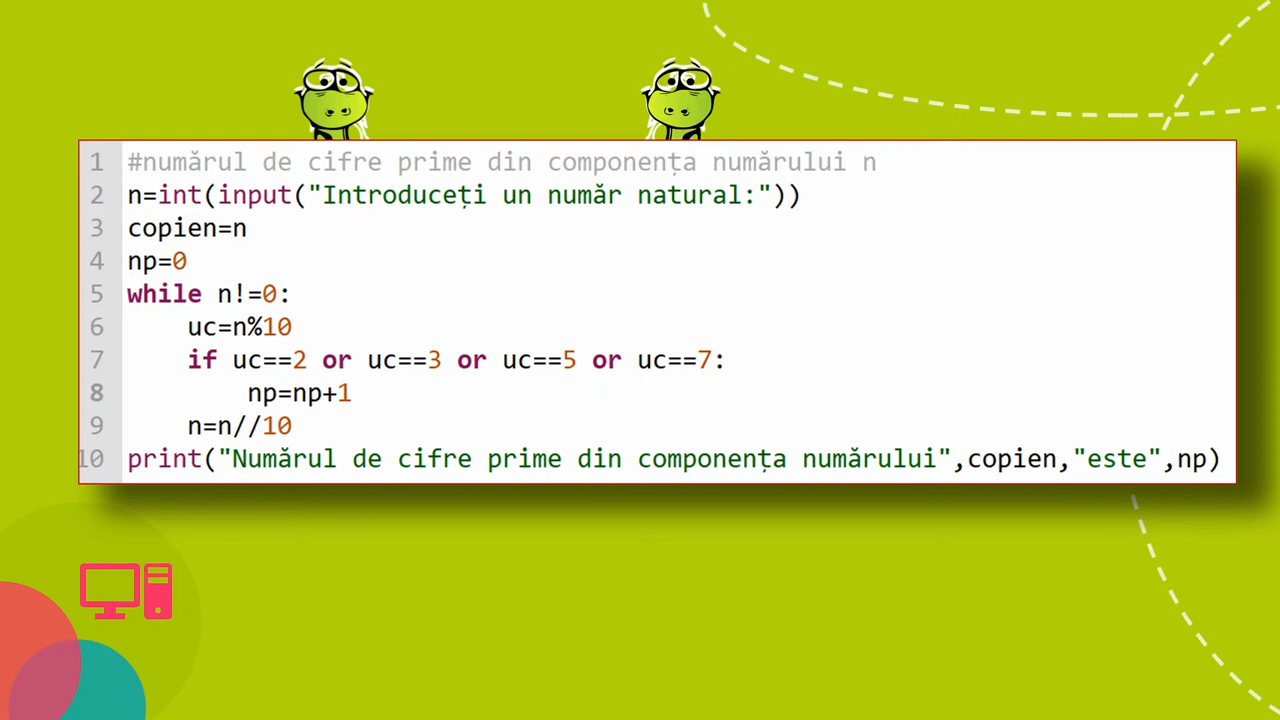 1 #numărul de cifre prime din componența numărului n
2 n=int(input("Introduceți un număr natural:"))
3 copien=n
4 np=0
5 while n!=0:
6     uc=n%10
7     if uc==2 or uc==3 or uc==5 or uc==7:
8         np=np+1
9     n=n//10
10 print("Numărul de cifre prime din componența numărului",copien,"este",np)